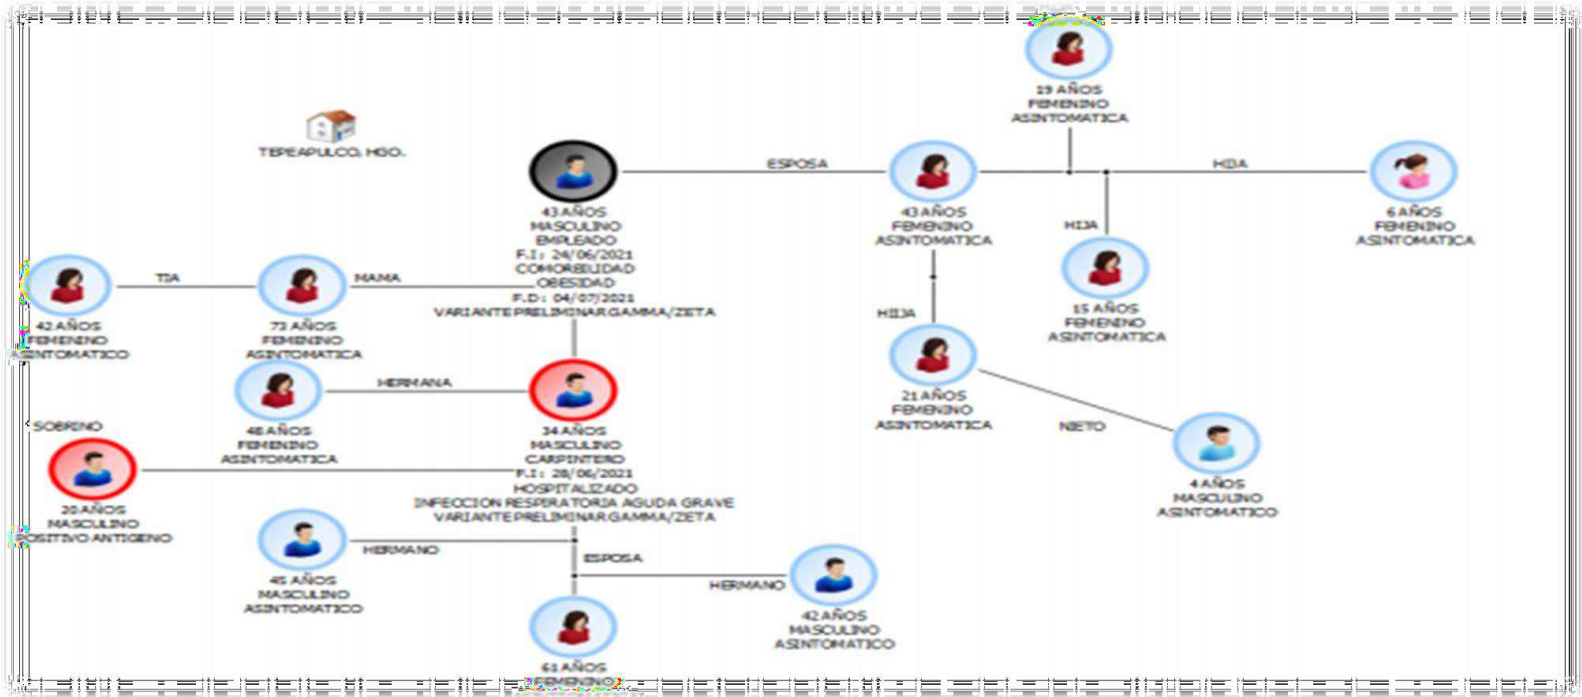 19 AÑOS
FEMENINO
ASINTOMATICA
TEPEAPULCO, HGO.
ESPOSA
HIJA
43 AÑOS
MASCULINO
EMPLEADO
F.I: 24/06/2021
COMORBILIDAD
OBESIDAD
F.D: 04/07/2021
VARIANTE PRELIMINAR GAMMA/ZETA
43 AÑOS
FEMENINO
ASINTOMATICA
HIJA
6 AÑOS
FEMENINO
ASINTOMATICA
TIA
MAMA
15 AÑOS
FEMENINO
ASINTOMATICA
42 AÑOS
FEMENINO
ASINTOMATICO
73 AÑOS
FEMENINO
ASINTOMATICA
HIJA
HERMANA
21 AÑOS
FEMENINO
ASINTOMATICA
NIETO
SOBRINO
FEMENINO
ASINTOMATICA
34 AÑOS
MASCULINO
CARPINTERO
F.I: 28/06/2021
HOSPITALIZADO
INFECCION RESPIRATORIA AGUDA GRAVE
VARIANTE PRELIMINAR GAMMA/ZETA
4 AÑOS
MASCULINO
ASINTOMATICO
20 AÑOS
MASCULINO
POSITIVO ANTIGENO
HERMANO
ESPOSA
HERMANO
45 AÑOS
MASCULINO
ASINTOMATICO
42 AÑOS
MASCULINO
ASINTOMATICO
61 AÑOS
FEMENINO